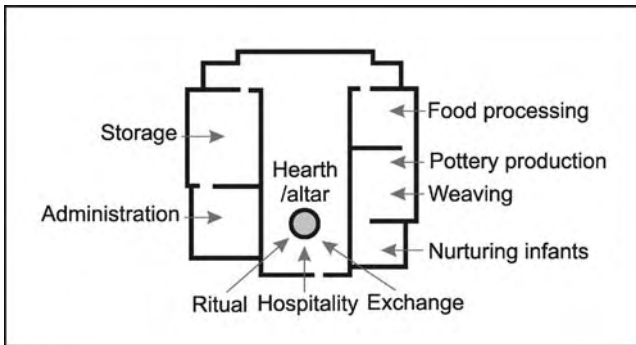 Food processing
Storage
Pottery production
Hearth
/altar
Weaving
Administration
Nurturing infants
Ritual Hospitality Exchange